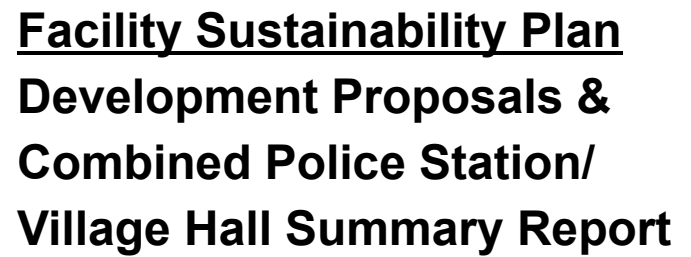 Facility Sustainability Plan
Development Proposals &
Combined Police Station/
Village Hall Summary Report